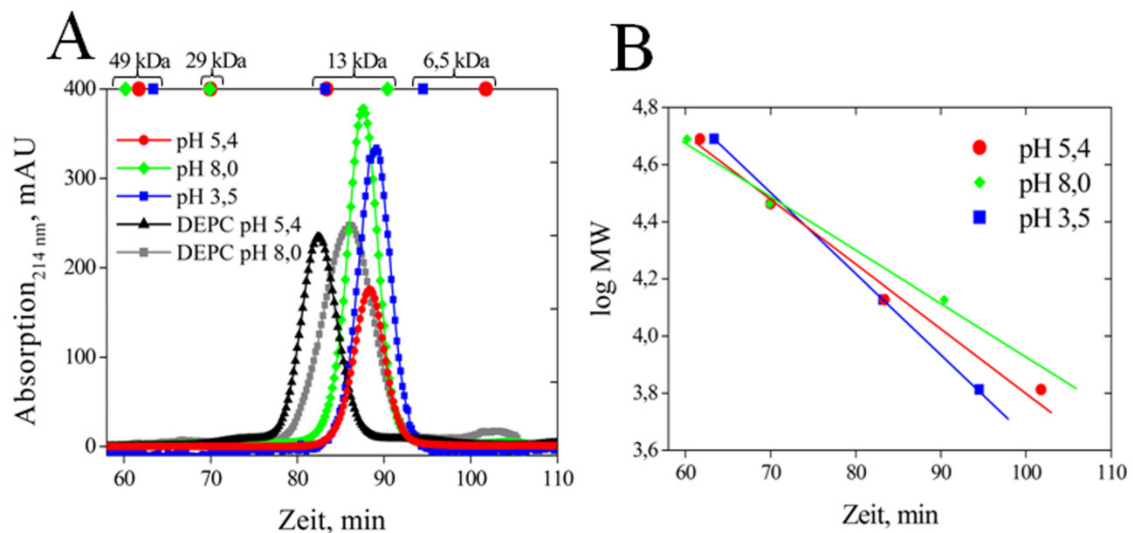 A
49 kDa 29 kDa 13 kDa 6,5 kDa
400
300
200
100
0
pH 5,4
pH 8,0
pH 3,5
DEPC pH 5,4
DEPC pH 8,0
Absorption214 nm, mAU
60 70 80 90 100 110
Zeit, min
B
4,8
4,6
4,4
4,2
4,0
3,8
3,6
pH 5,4
pH 8,0
pH 3,5
log MW
60 70 80 90 100 110
Zeit, min